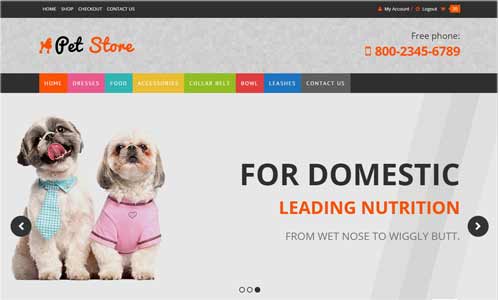 HOME SHOP CHECKOUT CONTACT US
My Account / Logout
Pet Store
Free phone:
800-2345-6789
HOME DRESSES FOOD ACCESSORIES COLLAR BELT BOWL LEASHES CONTACT US
FOR DOMESTIC
LEADING NUTRITION
FROM WET NOSE TO WIGGLY BUTT.